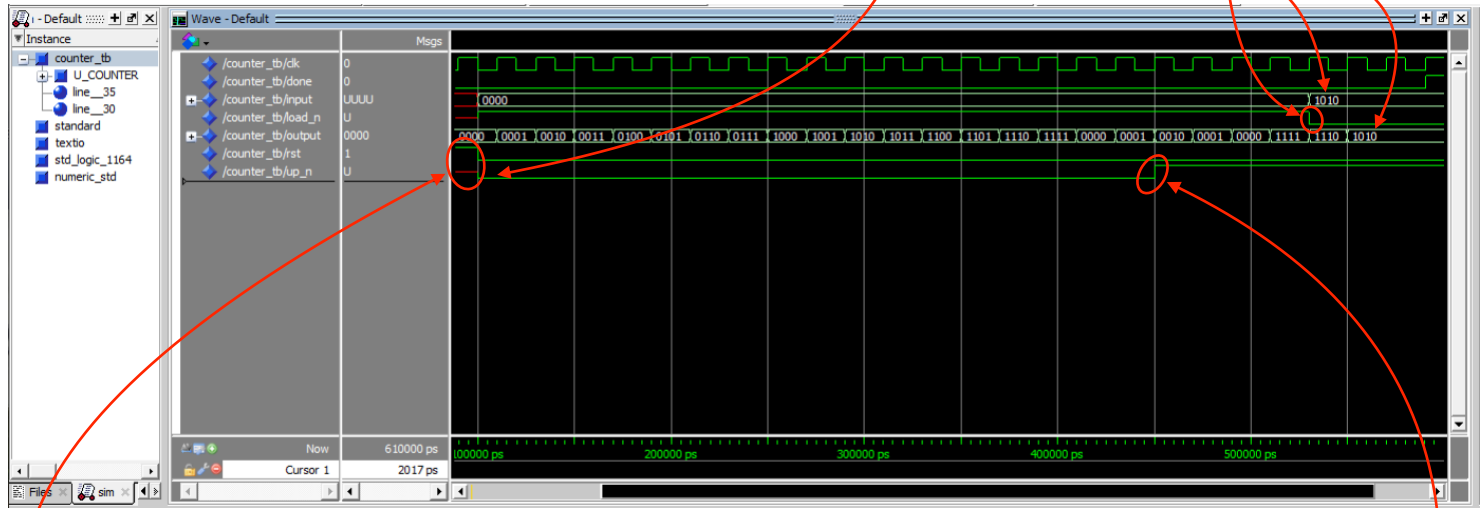 - Default
Wave - Default
Instance
Msgs
counter_tb
U_COUNTER
line__35
line__30
standard
textio
std_logic_1164
numeric_std
/counter_tb/clk 0
/counter_tb/done 0
/counter_tb/input UUUU 0000 1010
/counter_tb/load_n U
/counter_tb/output 0000 0000 0001 0010 0011 0100 0101 0110 0111 1000 1001 1010 1011 1100 1101 1110 1111 0000 0001 0010 0001 0000 1111 1110 1010
/counter_tb/rst 1
/counter_tb/up_n U
Now 610000 ps
Cursor 1 2017 ps
100000 ps 200000 ps 300000 ps 400000 ps 500000 ps
Files sim